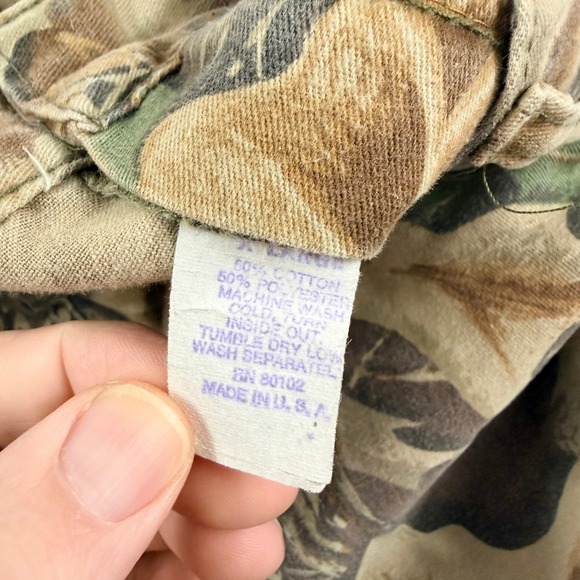 X-LARGE
50% COTTON
50% POLYESTER
MACHINE WASH
COLD, TURN
INSIDE OUT.
TUMBLE DRY LOW
WASH SEPARATEL
RN 80102
MADE IN U.S.A.